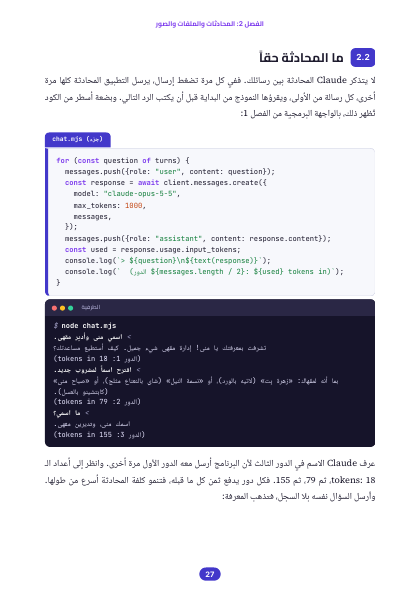 الفصل 2: المحادثات والملفات والصور
2.2 ما المحادثة حقاً
لا يتذكر Claude المحادثة بين رسائلك. ففي كل مرة تضغط إرسال، يرسل التطبيق المحادثة كلها مرة
أخرى، كل رسالة من الأولى، ويقرؤها النموذج من البداية قبل أن يكتب الرد التالي. وبضعة أسطر من الكود
تُظهر ذلك، بالواجهة البرمجية من الفصل 1:
chat.mjs (جزء)
for (const question of turns) {
messages.push({role: "user", content: question});
const response = await client.messages.create({
model: "claude-opus-5-5",
max_tokens: 1000,
messages,
});
messages.push({role: "assistant", content: response.content});
const used = response.usage.input_tokens;
console.log(`> ${question}\n${text(response)}`);
console.log(`  (الدور ${messages.length / 2}: ${used} tokens in)`);
}
الطرفية
$ node chat.mjs
> اسمي منى وأدير مقهى.
تشرفت بمعرفتك يا منى! إدارة مقهى شيء جميل. كيف أستطيع مساعدتك؟
(الدور 1: 18 tokens in)
> اقترح اسماً لمشروب جديد.
بما أنه لمقهاك: «زهرة بت» (لاتيه بالورد)، أو «نسمة النيل» (شاي بالنعناع مثلج)، أو «صباح منى»
(كابتشينو بالعسل).
(الدور 2: 79 tokens in)
> ما اسمي؟
اسمك منى، وتديرين مقهى.
(الدور 3: 155 tokens in)
عرف Claude الاسم في الدور الثالث لأن البرنامج أرسل معه الدور الأول مرة أخرى. وانظر إلى أعداد الـ
tokens: 18، ثم 79، ثم 155. فكل دور يدفع ثمن كل ما قبله، فتنمو كلفة المحادثة أسرع من طولها.
وأرسل السؤال نفسه بلا السجل، فتذهب المعرفة:
27